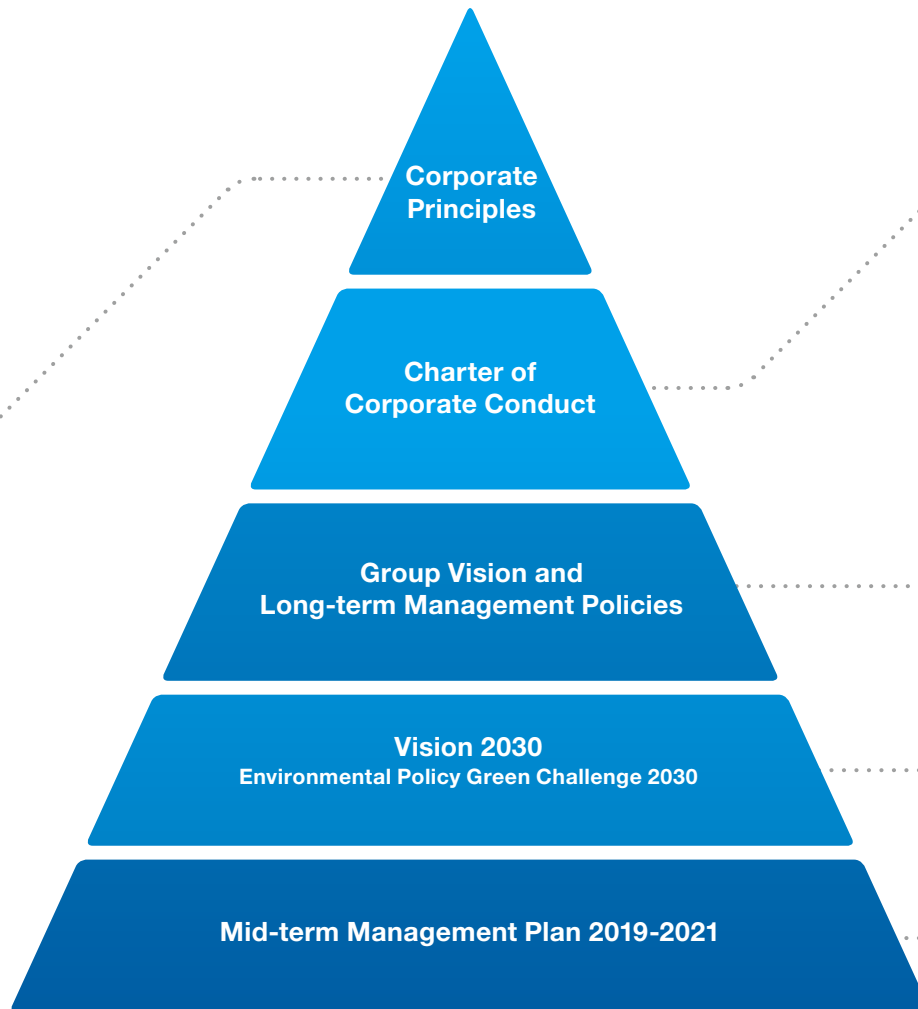 Corporate
Principles
Charter of
Corporate Conduct
Group Vision and
Long-term Management Policies
Vision 2030
Environmental Policy Green Challenge 2030
Mid-term Management Plan 2019-2021